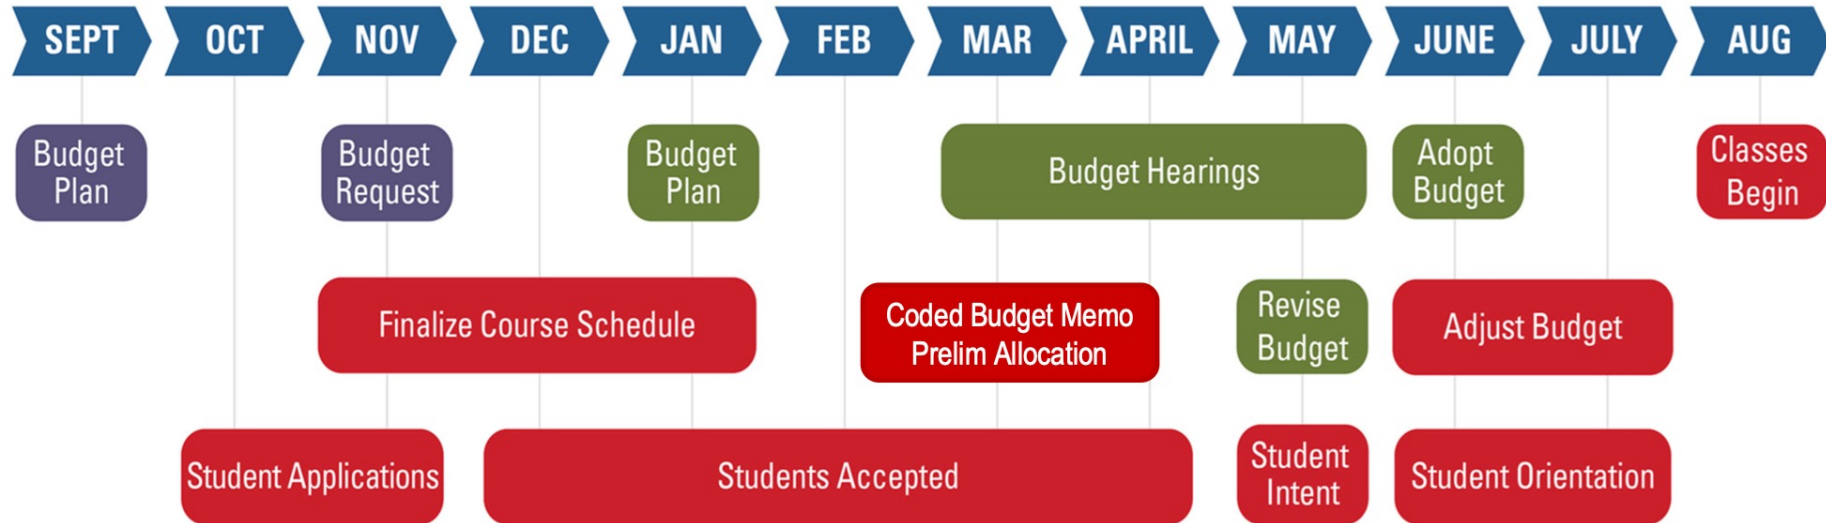 SEPT OCT NOV DEC JAN FEB MAR APRIL MAY JUNE JULY AUG
Budget
Plan
Budget
Request
Budget
Plan
Budget Hearings
Adopt
Budget
Classes
Begin
Finalize Course Schedule
Coded Budget Memo
Prelim Allocation
Revise
Budget
Adjust Budget
Student Applications
Students Accepted
Student
Intent
Student Orientation